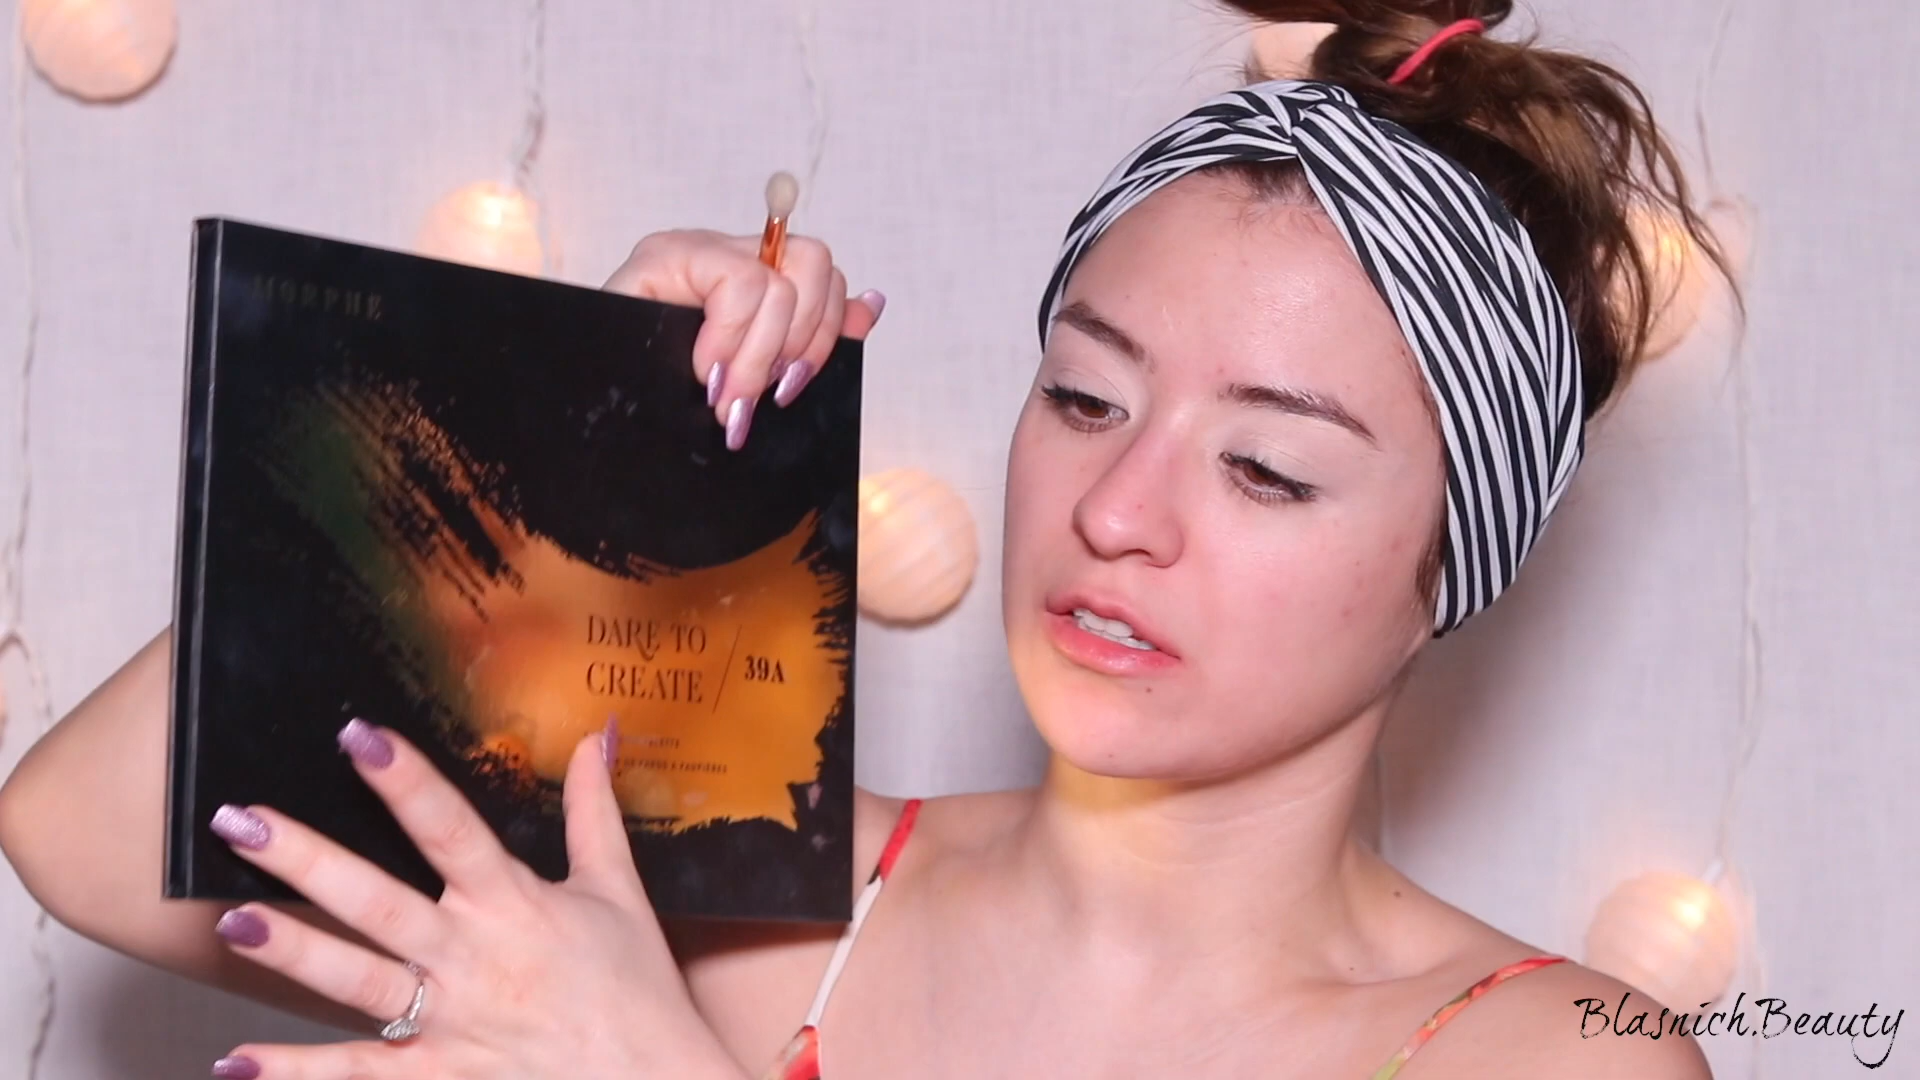 MORPHE
DARE TO
CREATE
39A
Blasnich.Beauty